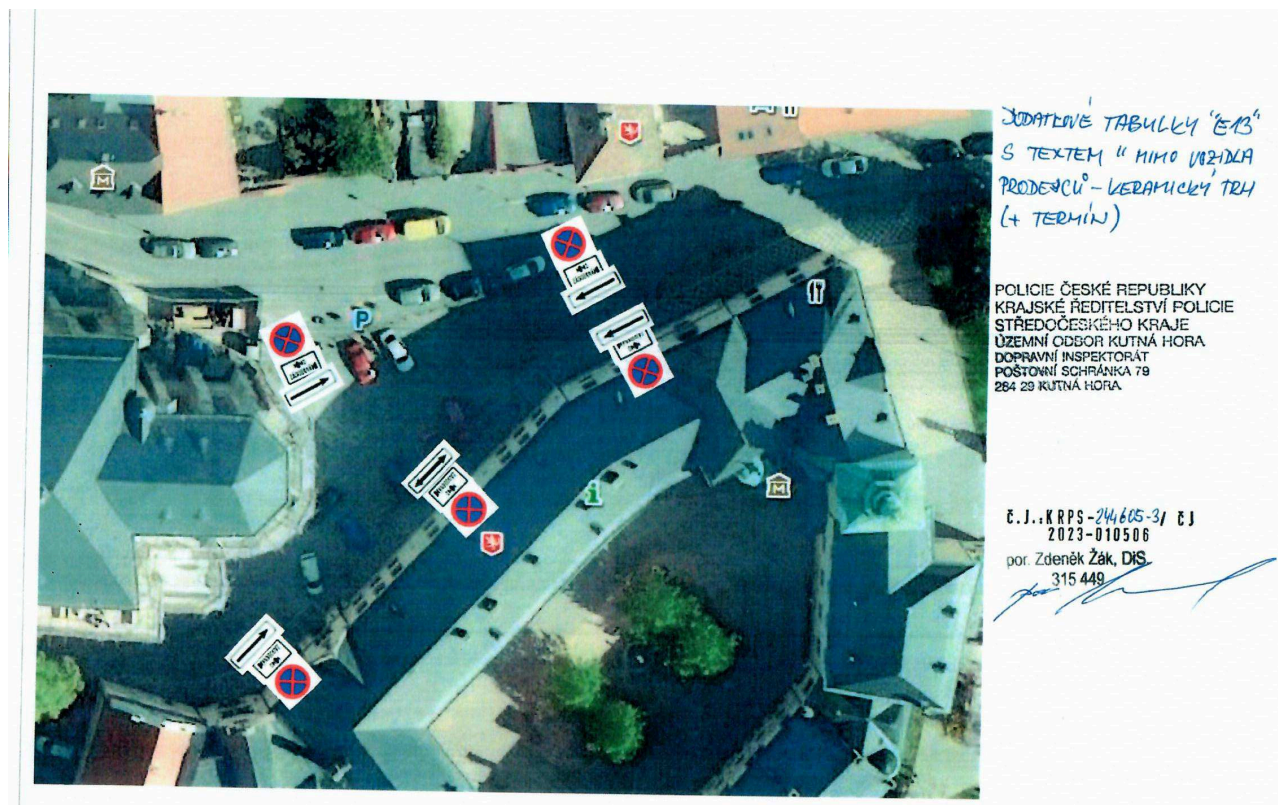 DODATKOVÉ TABULKY "E13"
S TEXTEM " MIMO VOZIDLA
PRODEJCŮ - KERAMICKÝ TRH
(+ TERMÍN)
POLICIE ČESKÉ REPUBLIKY
KRAJSKÉ ŘEDITELSTVÍ POLICIE
STŘEDOČESKÉHO KRAJE
ÚZEMNÍ ODBOR KUTNÁ HORA
DOPRAVNÍ INSPEKTORÁT
POŠTOVNÍ SCHRÁNKA 79
284 29 KUTNÁ HORA
Č.J.:KRPS-244605-3/ ČJ
2023-010506
por. Zdeněk Žák, DiS.
315 449
P
i
M
M